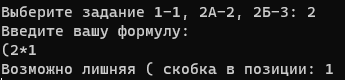 Выберите задание 1-1, 2А-2, 2Б-3: 2
Введите вашу формулу:
(2*1
Возможно лишняя ( скобка в позиции: 1